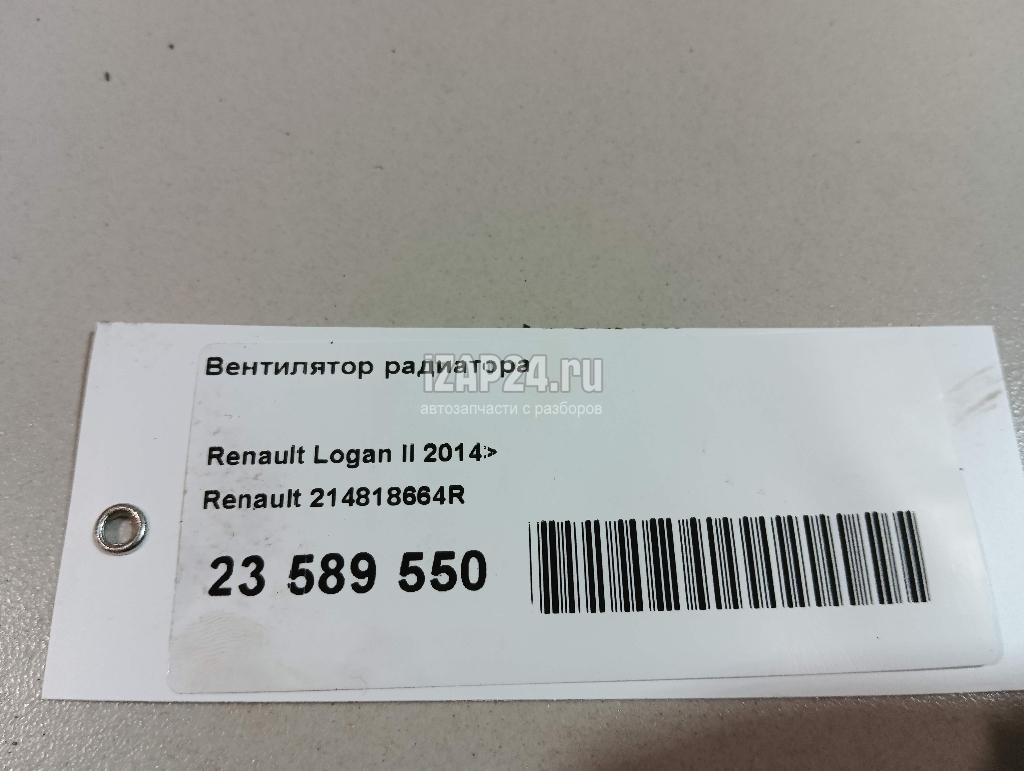 Вентилятор радиатора
iZAP24.ru
автозапчасти с разборов
Renault Logan II 2014>
Renault 214818664R
23 589 550